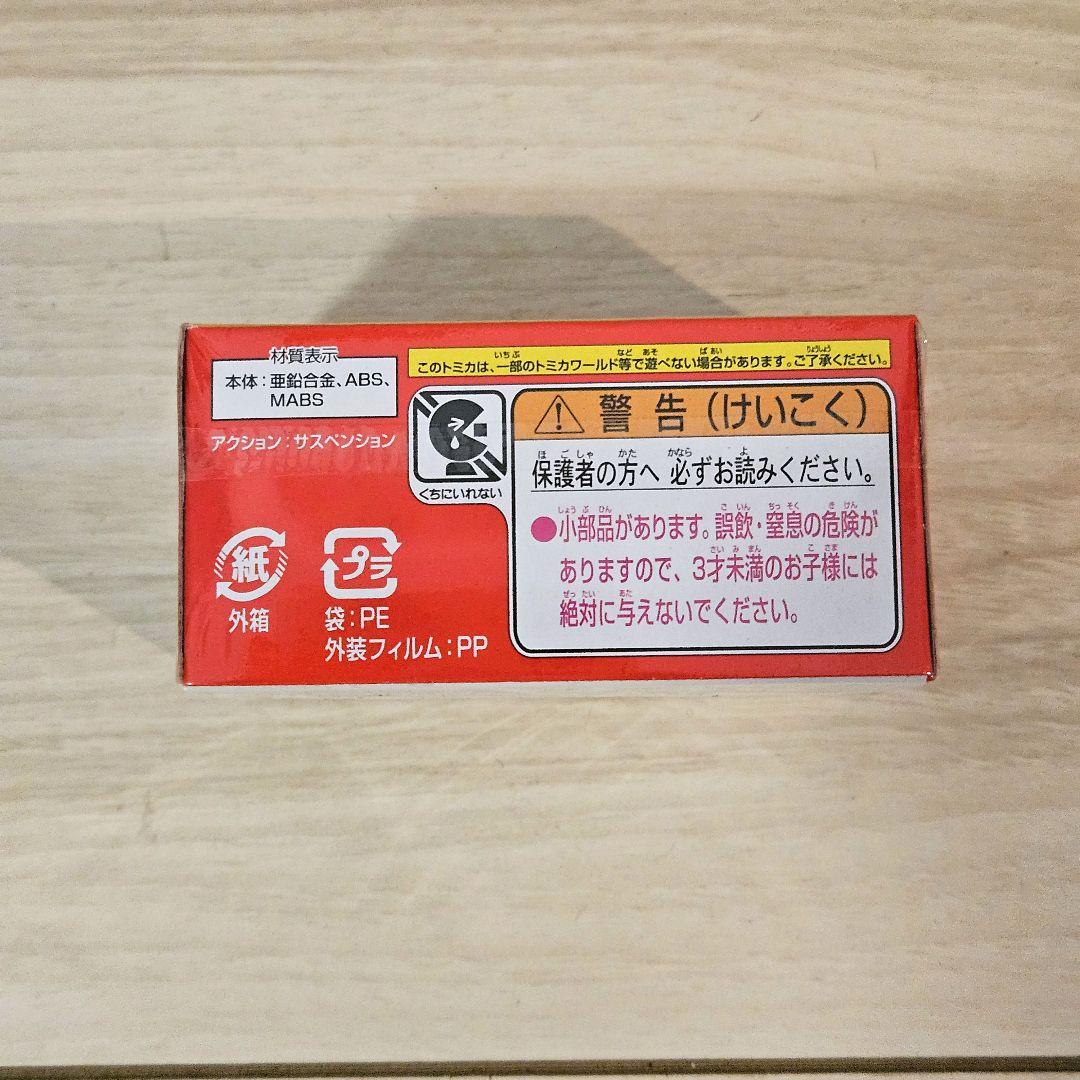 材質表示
本体：亜鉛合金、ABS、
MABS
アクション：サスペンション
紙
外箱
プラ
袋：PE
外装フィルム：PP
このトミカは、一部のトミカワールド等で遊べない場合があります。ご了承ください。
くちにいれない
警告（けいこく）
保護者の方へ 必ずお読みください。
●小部品があります。誤飲・窒息の危険が
ありますので、3才未満のお子様には
絶対に与えないでください。